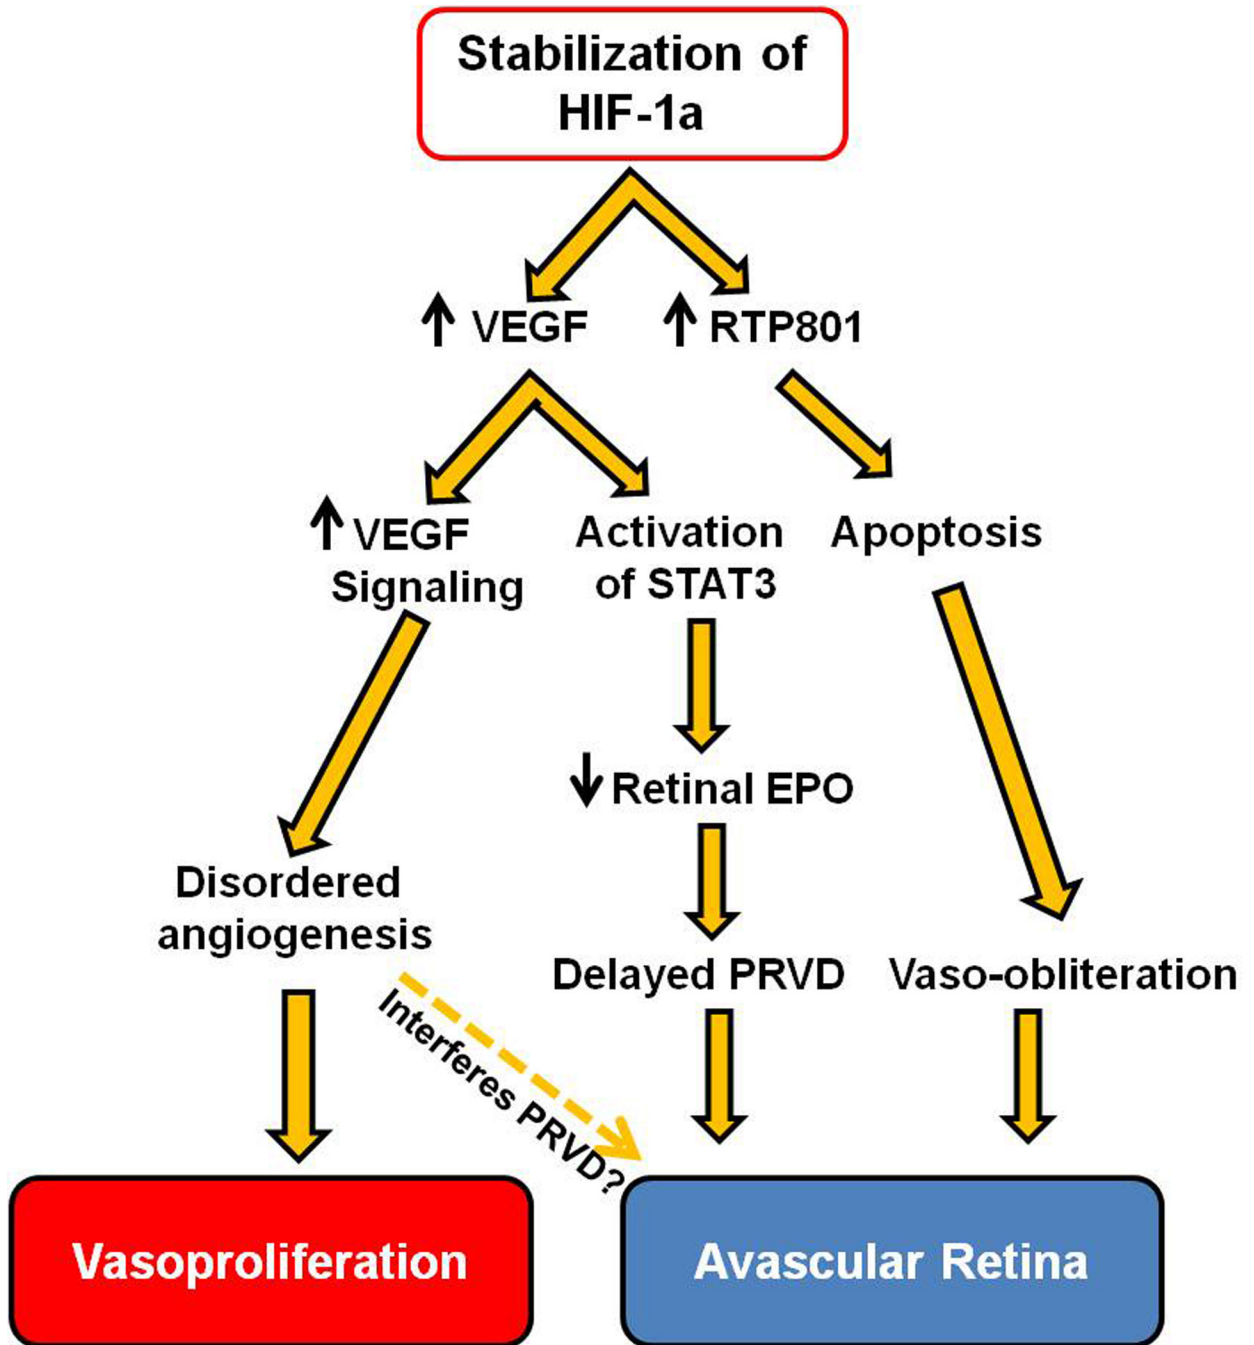 Stabilization of
HIF-1a
↑ VEGF
↑ RTP801
↑ VEGF
Signaling
Activation
of STAT3
Apoptosis
↓ Retinal EPO
Disordered
angiogenesis
Delayed PRVD
Vaso-obliteration
Interferes PRVD?
Vasoproliferation
Avascular Retina